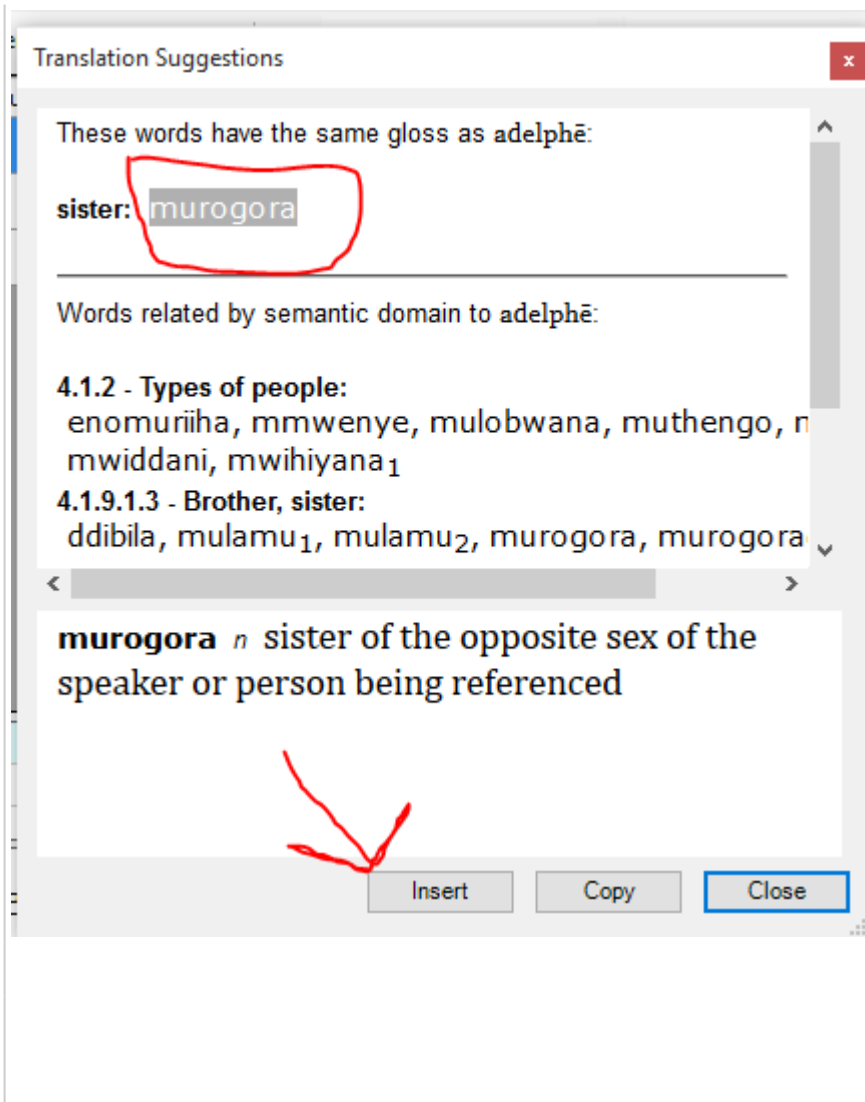 Translation Suggestions
x
These words have the same gloss as adelphē:
sister: murogora
Words related by semantic domain to adelphē:
4.1.2 - Types of people:
enomuriiha, mmwenye, mulobwana, muthengo,
mwiddani, mwihiyana₁
4.1.9.1.3 - Brother, sister:
ddibila, mulamu₁, mulamu₂, murogora, murogora
murogora n sister of the opposite sex of the
speaker or person being referenced
Insert Copy Close